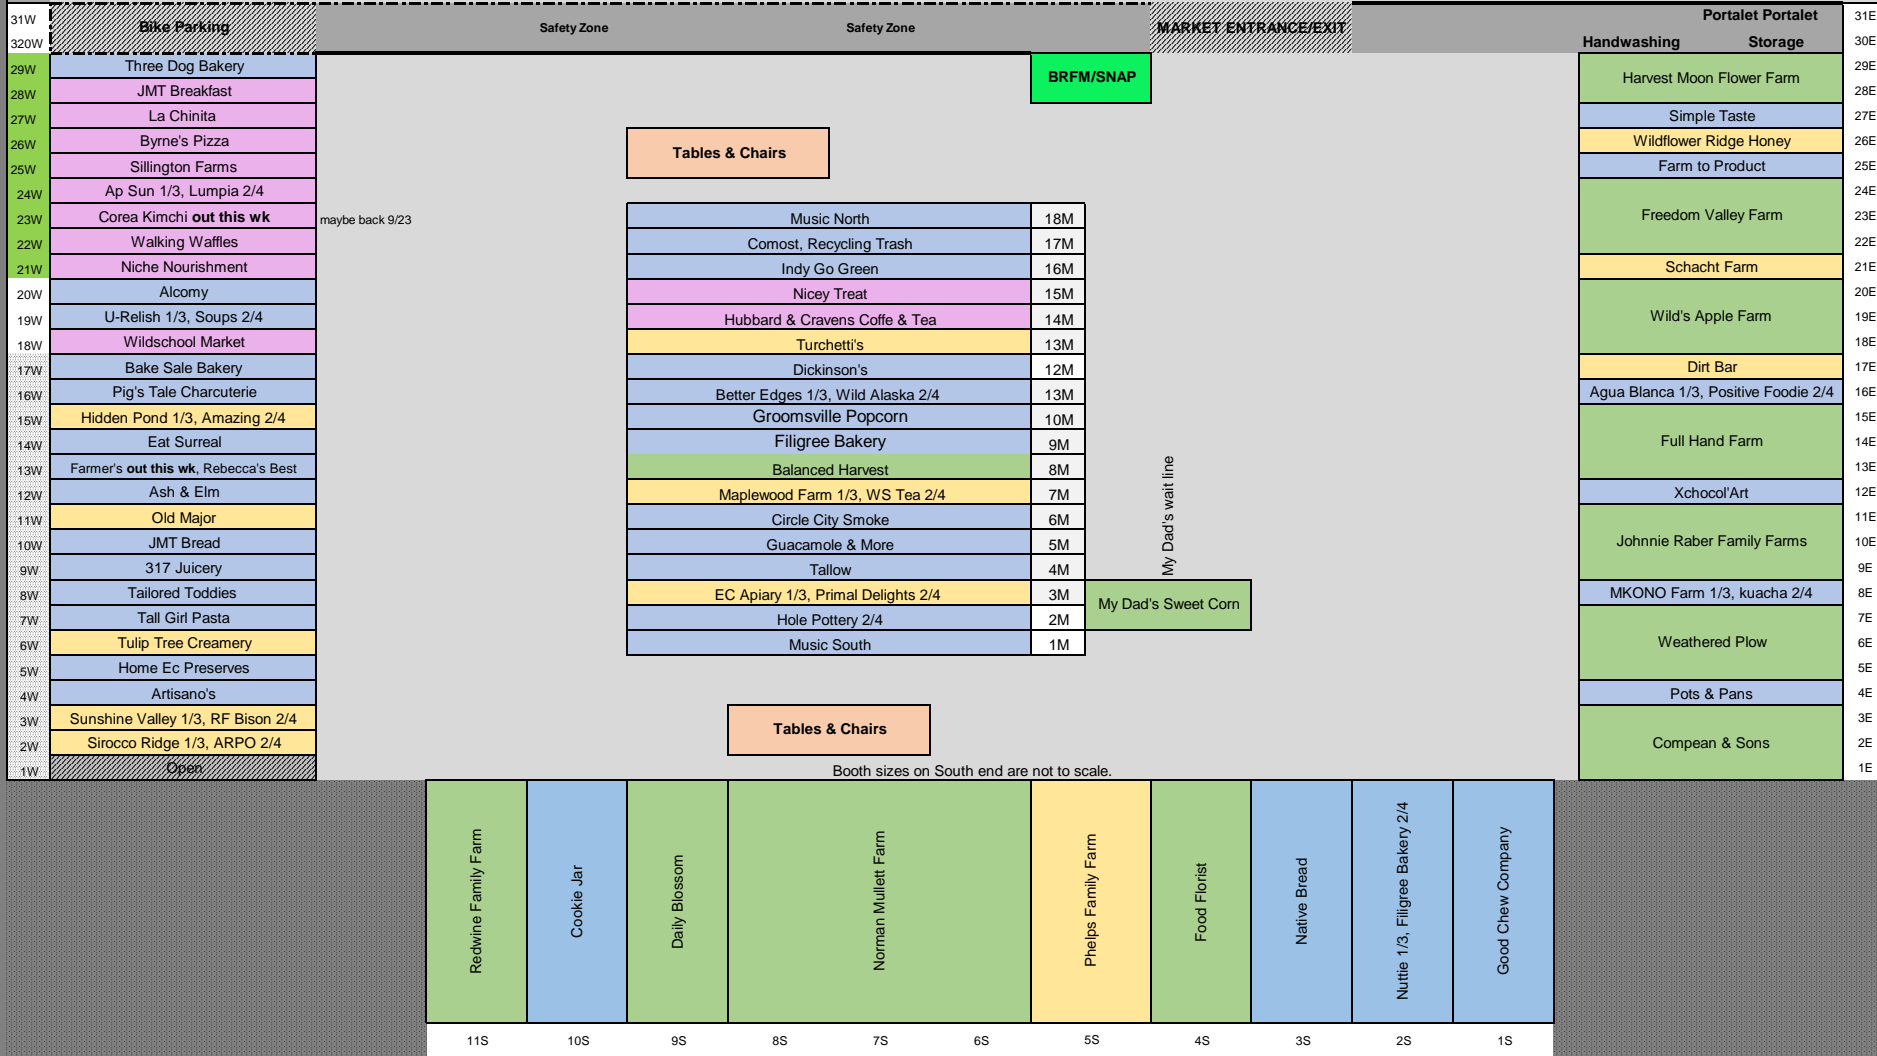 31W
320W
Bike Parking
Safety Zone
Safety Zone
MARKET ENTRANCE/EXIT
Portalet Portalet
Handwashing
Storage
31E
30E
29W
Three Dog Bakery
28W
JMT Breakfast
27W
La Chinita
26W
Byrne's Pizza
25W
Sillington Farms
24W
Ap Sun 1/3, Lumpia 2/4
23W
Corea Kimchi out this wk
maybe back 9/23
22W
Walking Waffles
21W
Niche Nourishment
20W
Alcomy
19W
U-Relish 1/3, Soups 2/4
18W
Wildschool Market
17W
Bake Sale Bakery
16W
Pig's Tale Charcuterie
15W
Hidden Pond 1/3, Amazing 2/4
14W
Eat Surreal
13W
Farmer's out this wk, Rebecca's Best
12W
Ash & Elm
11W
Old Major
10W
JMT Bread
9W
317 Juicery
8W
Tailored Toddies
7W
Tall Girl Pasta
6W
Tulip Tree Creamery
5W
Home Ec Preserves
4W
Artisano's
3W
Sunshine Valley 1/3, RF Bison 2/4
2W
Sirocco Ridge 1/3, ARPO 2/4
1W
Open
BRFM/SNAP
Tables & Chairs
Music North
18M
Comost, Recycling Trash
17M
Indy Go Green
16M
Nicey Treat
15M
Hubbard & Cravens Coffe & Tea
14M
Turchetti's
13M
Dickinson's
12M
Better Edges 1/3, Wild Alaska 2/4
13M
Groomsville Popcorn
10M
Filigree Bakery
9M
Balanced Harvest
8M
Maplewood Farm 1/3, WS Tea 2/4
7M
Circle City Smoke
6M
Guacamole & More
5M
Tallow
4M
EC Apiary 1/3, Primal Delights 2/4
3M
Hole Pottery 2/4
2M
Music South
1M
My Dad's wait line
My Dad's Sweet Corn
Tables & Chairs
Booth sizes on South end are not to scale.
Harvest Moon Flower Farm
29E
28E
Simple Taste
27E
Wildflower Ridge Honey
26E
Farm to Product
25E
Freedom Valley Farm
24E
23E
22E
Schacht Farm
21E
Wild's Apple Farm
20E
19E
18E
Dirt Bar
17E
Agua Blanca 1/3, Positive Foodie 2/4
16E
Full Hand Farm
15E
14E
13E
Xchocol'Art
12E
Johnnie Raber Family Farms
11E
10E
9E
MKONO Farm 1/3, kuacha 2/4
8E
Weathered Plow
7E
6E
5E
Pots & Pans
4E
Compean & Sons
3E
2E
1E
Redwine Family Farm
Cookie Jar
Daily Blossom
Norman Mullett Farm
Phelps Family Farm
Food Florist
Native Bread
Nuttie 1/3, Filigree Bakery 2/4
Good Chew Company
11S
10S
9S
8S
7S
6S
5S
4S
3S
2S
1S